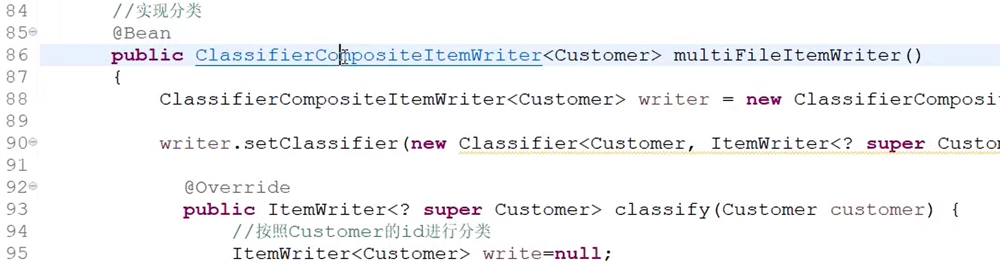 84 //实现分类
85 @Bean
86 public ClassifierCompositeItemWriter<Customer> multiFileItemWriter()
87 {
88 ClassifierCompositeItemWriter<Customer> writer = new ClassifierComposit
89
90 writer.setClassifier(new Classifier<Customer, ItemWriter<? super Custom
91
92 @Override
93 public ItemWriter<? super Customer> classify(Customer customer) {
94 //按照Customer的id进行分类
95 ItemWriter<Customer> write=null;